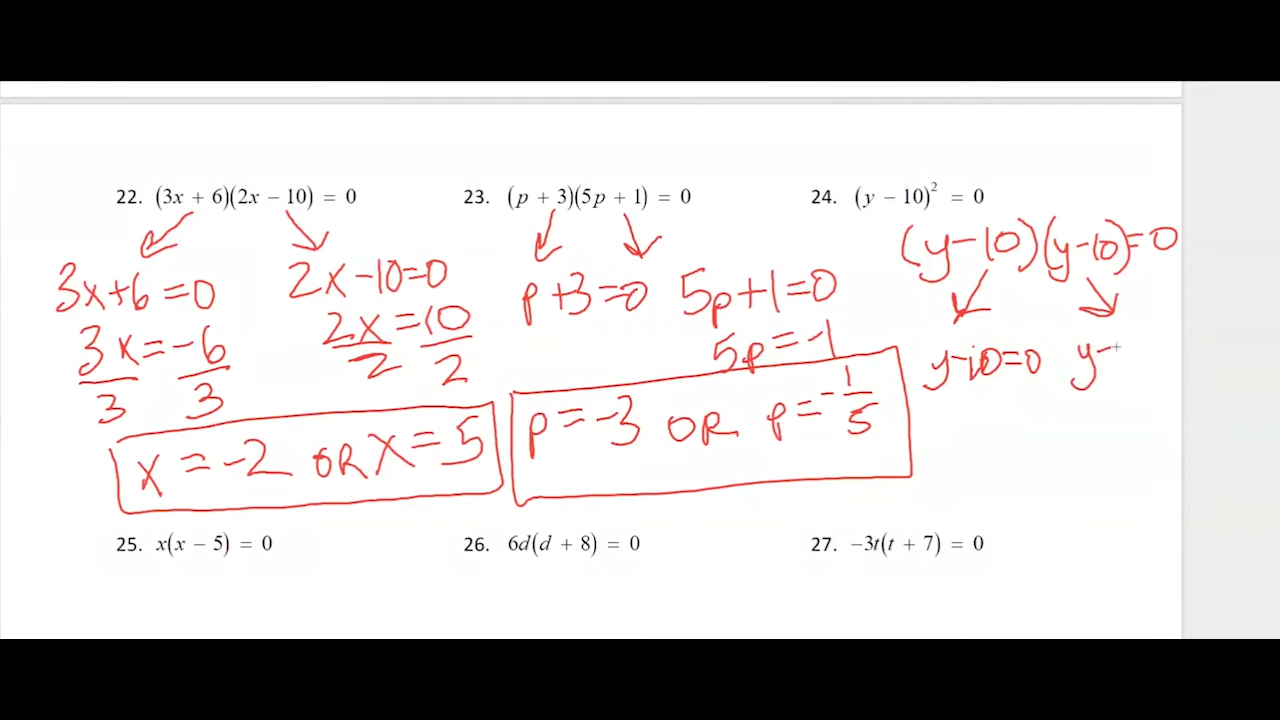 22. (3x + 6)(2x − 10) = 0
3x+6=0
2x−10=0
3x=−6
3 3
2x=10
2 2
x=−2 OR x=5
23. (p + 3)(5p + 1) = 0
p+3=0
5p+1=0
5p=−1
p=−3 OR p=−1/5
24. (y − 10)² = 0
(y−10)(y−10)=0
y−10=0
y−
25. x(x − 5) = 0
26. 6d(d + 8) = 0
27. −3t(t + 7) = 0